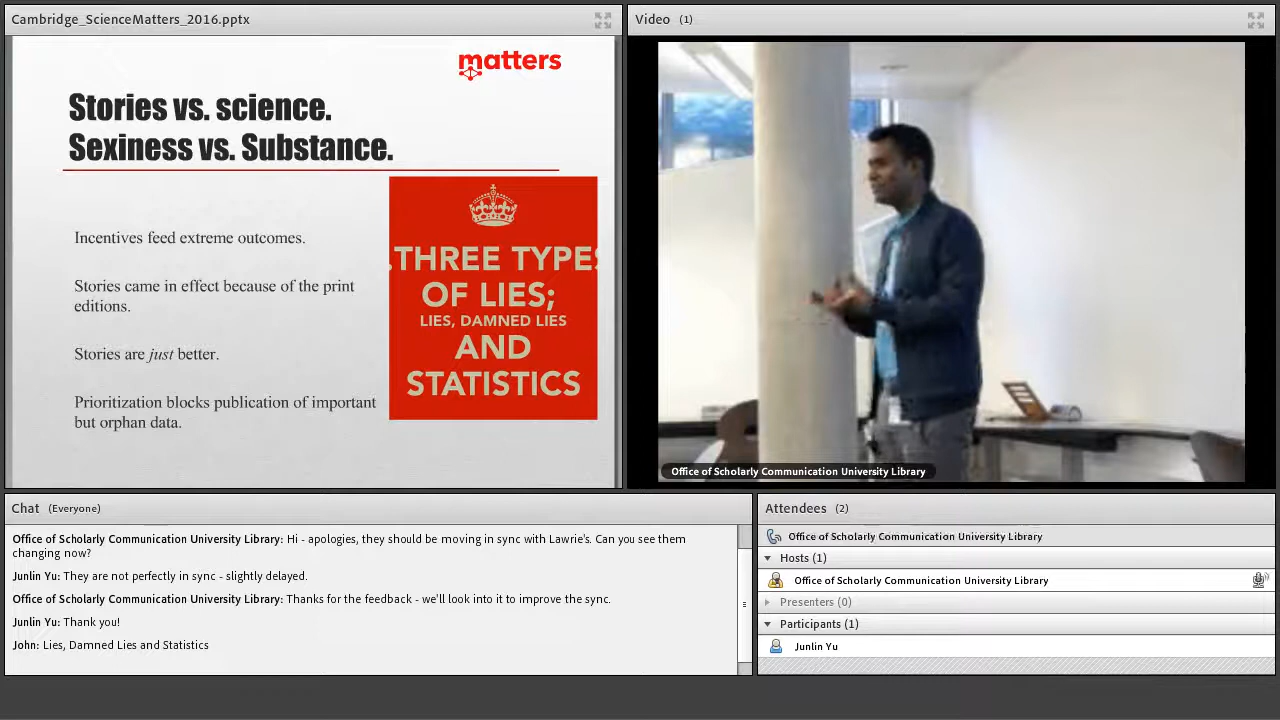 Cambridge_ScienceMatters_2016.pptx
matters
Stories vs. science.
Sexiness vs. Substance.
Incentives feed extreme outcomes.
Stories came in effect because of the print
editions.
Stories are just better.
Prioritization blocks publication of important
but orphan data.
THREE TYPES
OF LIES;
LIES, DAMNED LIES
AND
STATISTICS
Video (1)
Office of Scholarly Communication University Library
Chat (Everyone)
Office of Scholarly Communication University Library: Hi - apologies, they should be moving in sync with Lawrie's. Can you see them
changing now?
Junlin Yu: They are not perfectly in sync - slightly delayed.
Office of Scholarly Communication University Library: Thanks for the feedback - we'll look into it to improve the sync.
Junlin Yu: Thank you!
John: Lies, Damned Lies and Statistics
Attendees (2)
Office of Scholarly Communication University Library
Hosts (1)
Office of Scholarly Communication University Library
Presenters (0)
Participants (1)
Junlin Yu